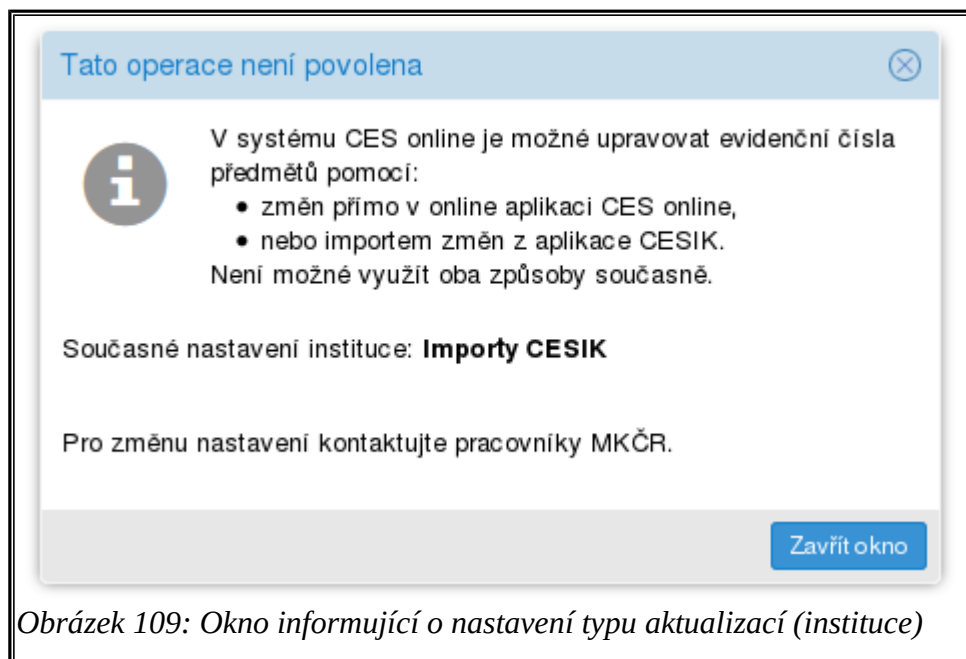 Tato operace není povolena
V systému CES online je možné upravovat evidenční čísla
předmětů pomocí:
• změn přímo v online aplikaci CES online,
• nebo importem změn z aplikace CESIK.
Není možné využít oba způsoby současně.
Současné nastavení instituce: Importy CESIK
Pro změnu nastavení kontaktujte pracovníky MKČR.
Zavřít okno
Obrázek 109: Okno informující o nastavení typu aktualizací (instituce)